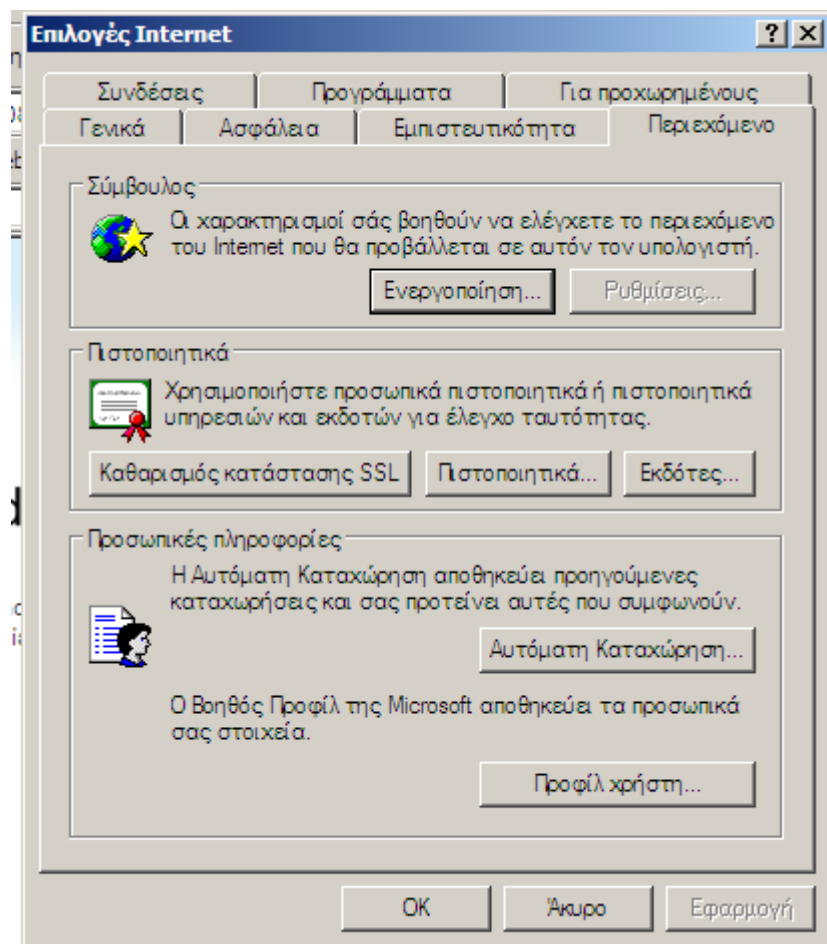 Επιλογές Internet
Συνδέσεις Προγράμματα Για προχωρημένους
Γενικά Ασφάλεια Εμπιστευτικότητα Περιεχόμενο
Σύμβουλος
Οι χαρακτηρισμοί σάς βοηθούν να ελέγχετε το περιεχόμενο
του Internet που θα προβάλλεται σε αυτόν τον υπολογιστή.
Ενεργοποίηση... Ρυθμίσεις...
Πιστοποιητικά
Χρησιμοποιήστε προσωπικά πιστοποιητικά ή πιστοποιητικά
υπηρεσιών και εκδοτών για έλεγχο ταυτότητας.
Καθαρισμός κατάστασης SSL Πιστοποιητικά... Εκδότες...
Προσωπικές πληροφορίες
Η Αυτόματη Καταχώρηση αποθηκεύει προηγούμενες
καταχωρήσεις και σας προτείνει αυτές που συμφωνούν.
Αυτόματη Καταχώρηση...
Ο Βοηθός Προφίλ της Microsoft αποθηκεύει τα προσωπικά
σας στοιχεία.
Προφίλ χρήστη...
OK Άκυρο Εφαρμογή